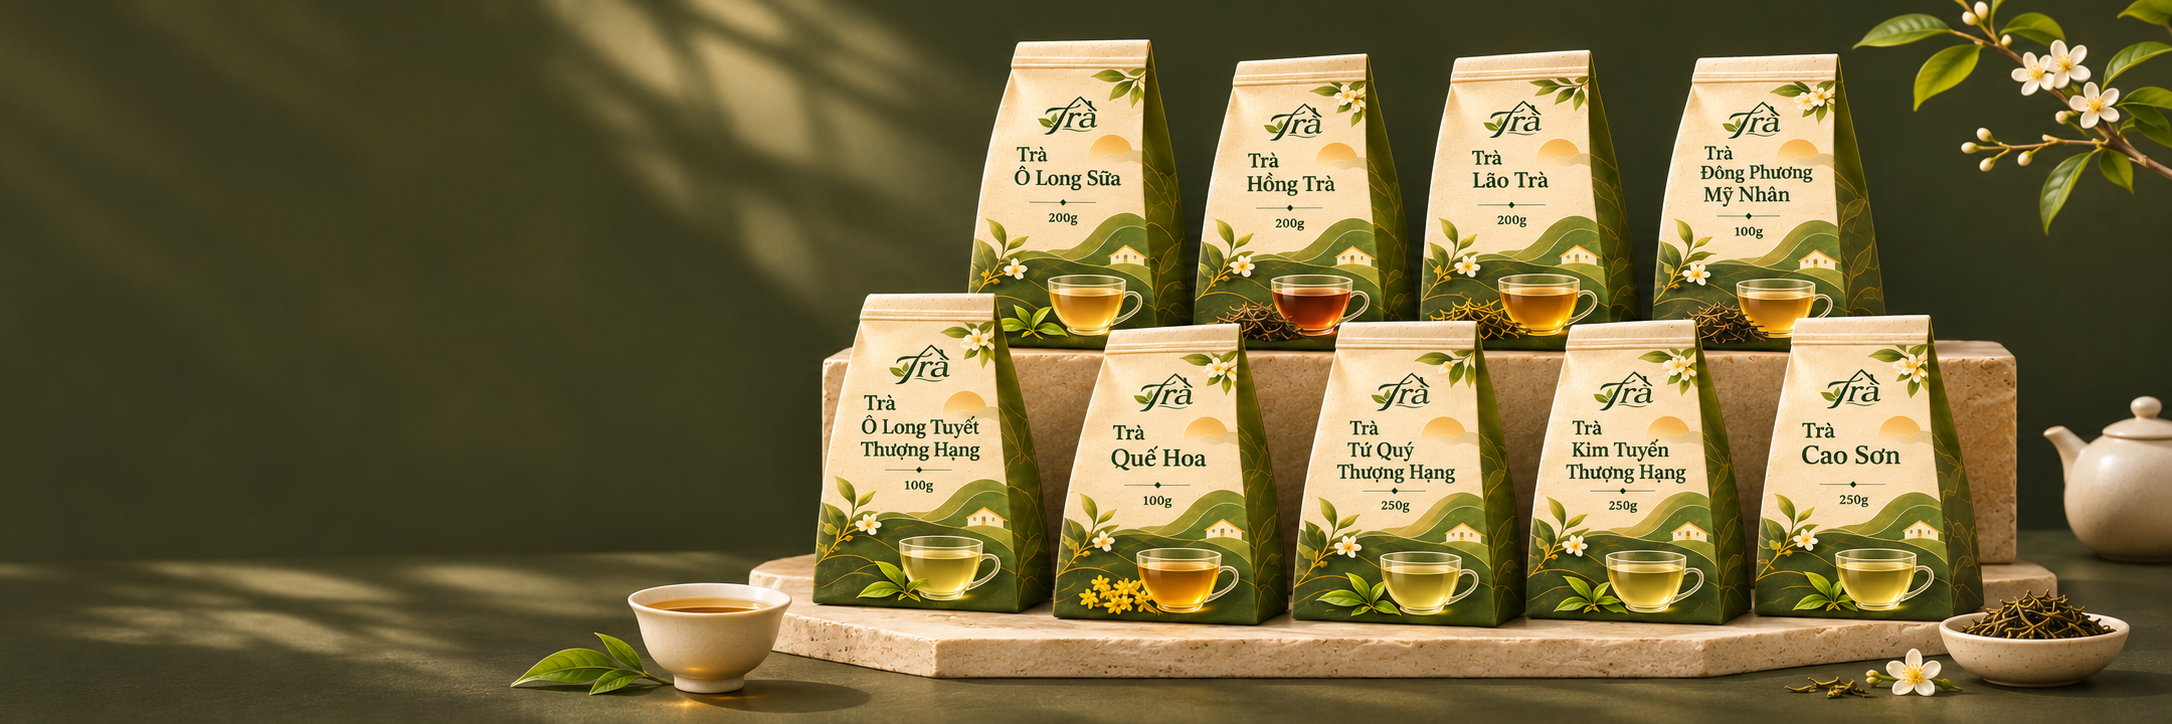 Trà
Trà
Ô Long Sữa
200g
Trà
Trà
Hồng Trà
200g
Trà
Trà
Lão Trà
200g
Trà
Trà
Đông Phương
Mỹ Nhân
100g
Trà
Trà
Ô Long Tuyết
Thượng Hạng
100g
Trà
Trà
Quế Hoa
100g
Trà
Trà
Tứ Quý
Thượng Hạng
250g
Trà
Trà
Kim Tuyến
Thượng Hạng
250g
Trà
Trà
Cao Sơn
250g